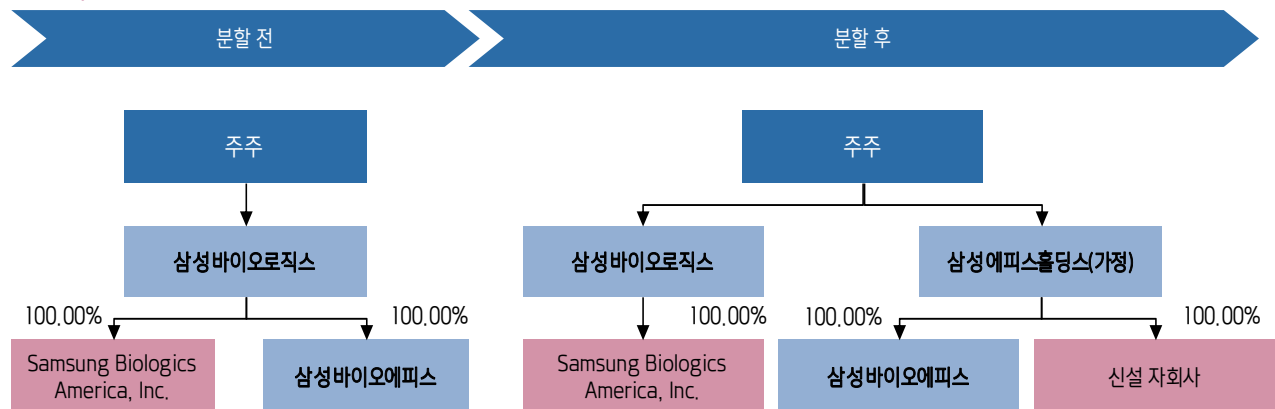 분할 전
분할 후
주주
주주
삼성바이오로직스
삼성바이오로직스
삼성에피스홀딩스(가정)
100.00%
100.00%
100.00%
100.00%
100.00%
Samsung Biologics
America, Inc.
삼성바이오에피스
Samsung Biologics
America, Inc.
삼성바이오에피스
신설 자회사